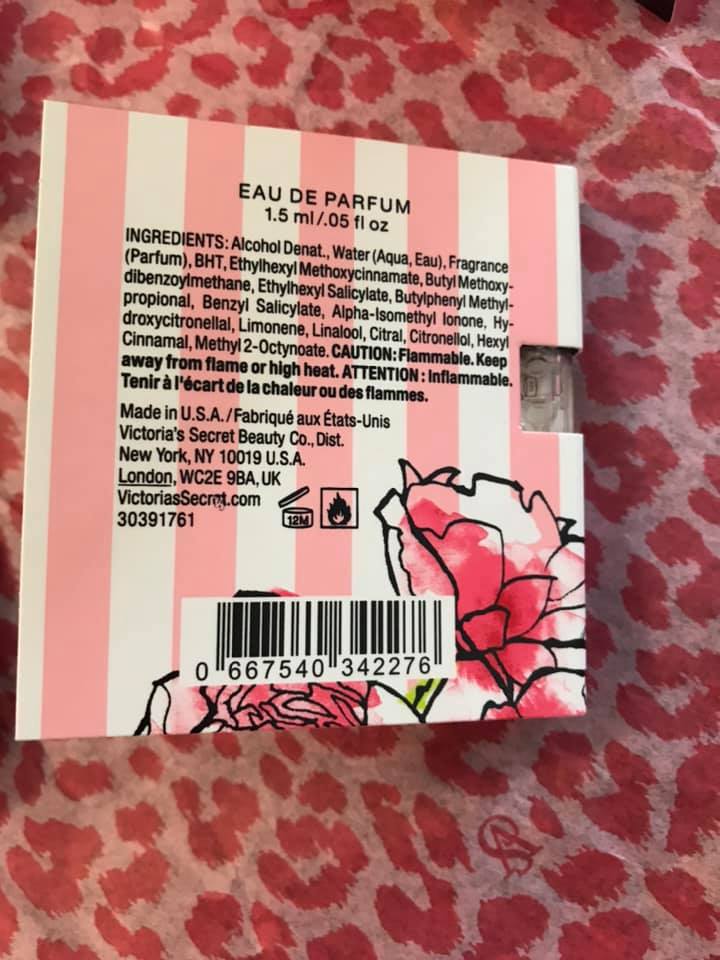 EAU DE PARFUM
1.5 ml/.05 fl oz
INGREDIENTS: Alcohol Denat., Water (Aqua, Eau), Fragrance
(Parfum), BHT, Ethylhexyl Methoxycinnamate, Butyl Methoxy-
dibenzoylmethane, Ethylhexyl Salicylate, Butylphenyl Methyl-
propional, Benzyl Salicylate, Alpha-Isomethyl Ionone, Hy-
droxycitronellal, Limonene, Linalool, Citral, Citronellol, Hexyl
Cinnamal, Methyl 2-Octynoate. CAUTION: Flammable. Keep
away from flame or high heat. ATTENTION : Inflammable.
Tenir à l'écart de la chaleur ou des flammes.
Made in U.S.A./Fabriqué aux États-Unis
Victoria's Secret Beauty Co., Dist.
New York, NY 10019 U.S.A.
London, WC2E 9BA, UK
VictoriasSecret.com
12M
30391761
0 667540 342276